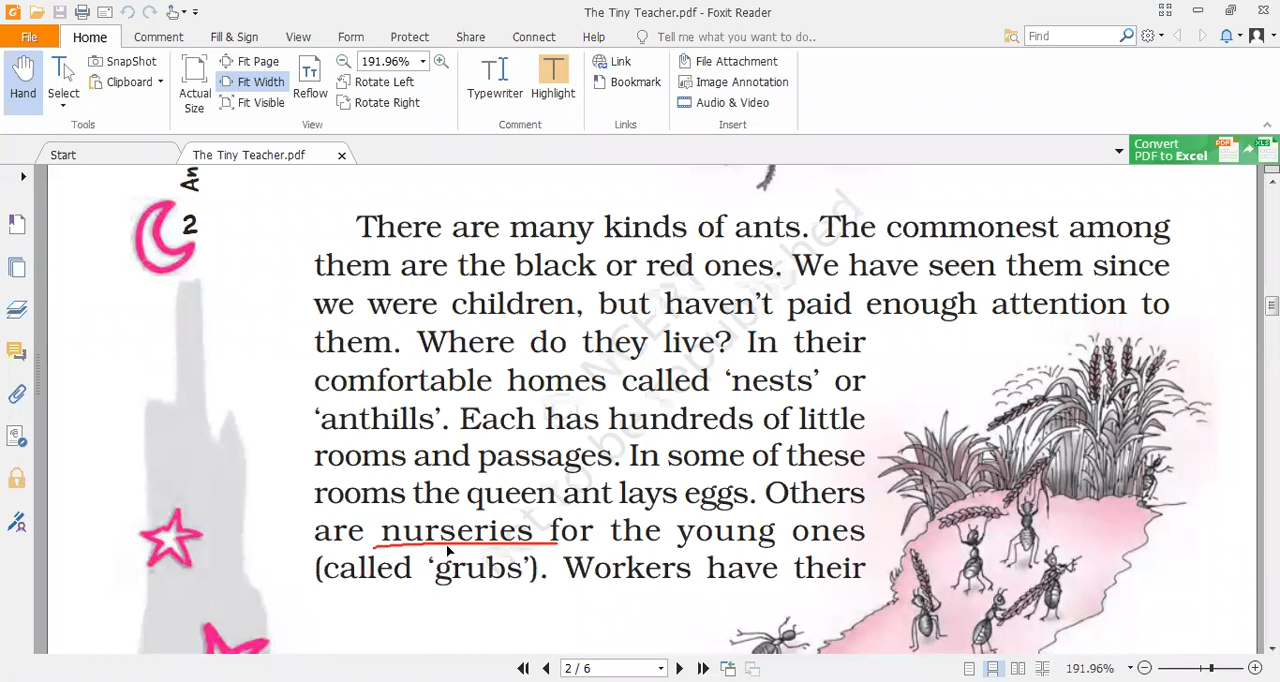 The Tiny Teacher.pdf - Foxit Reader
File Home Comment Fill & Sign View Form Protect Share Connect Help Tell me what you want to do.. Find
Hand
Select
SnapShot
Clipboard
Tools
Actual Size
Fit Page
Fit Width
Fit Visible
Reflow
191.96%
Rotate Left
Rotate Right
View
Typewriter
Highlight
Comment
Link
Bookmark
Links
File Attachment
Image Annotation
Audio & Video
Insert
Start
The Tiny Teacher.pdf
Convert
PDF to Excel
An
2
There are many kinds of ants. The commonest among
them are the black or red ones. We have seen them since
we were children, but haven't paid enough attention to
them. Where do they live? In their
comfortable homes called ‘nests’ or
‘anthills’. Each has hundreds of little
rooms and passages. In some of these
rooms the queen ant lays eggs. Others
are nurseries for the young ones
(called ‘grubs’). Workers have their
© NCERT
not to be republished
2 / 6
191.96%